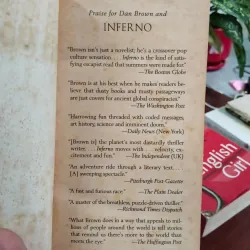 Praise for Dan Brown and
INFERNO
"Brown isn't just a novelist; he's a crossover pop
culture sensation. . . . Inferno is the kind of satis-
fying escapist read that summers were made for."
—The Boston Globe
"Brown is at his best when he makes readers be-
lieve that dusty books and musty passageways
are just covers for ancient global conspiracies."
—The Washington Post
"Harrowing fun threaded with coded messages,
art history, science and imminent doom."
—Daily News (New York)
"[Brown is] the planet's most dastardly thriller
writer. . . . Inferno moves with . . . velocity, ex-
citement and fun." —The Independent (UK)
"An adventure ride through a literary text. . . .
[A] sweeping spectacle."
—Pittsburgh Post-Gazette
"A fast and furious race" —The Plain Dealer
"A master of the breathless, puzzle-driven thriller."
—Richmond Times-Dispatch
"What Brown does in a way that appeals to mil-
lions of people around the world is tell stories
that remind us there's more to the world than
meets the eye." —The Huffington Post
English
Girl